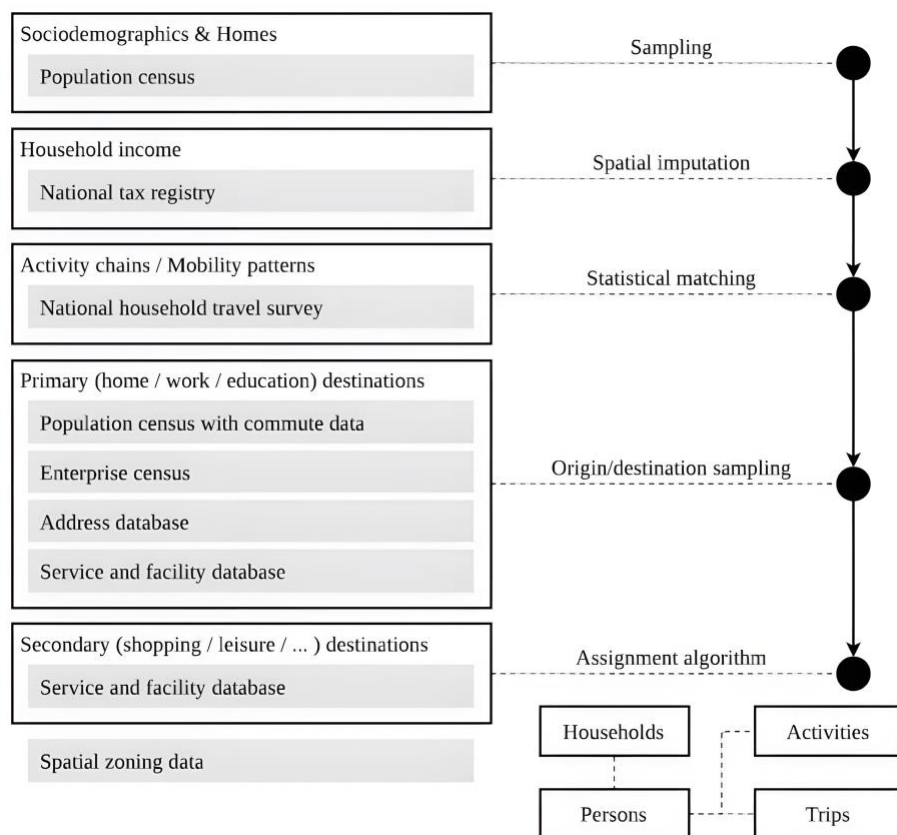 Sociodemographics & Homes
Population census
Sampling
Household income
National tax registry
Spatial imputation
Activity chains / Mobility patterns
National household travel survey
Statistical matching
Primary (home / work / education) destinations
Population census with commute data
Enterprise census
Address database
Service and facility database
Origin/destination sampling
Secondary (shopping / leisure / ... ) destinations
Service and facility database
Assignment algorithm
Spatial zoning data
Households
Activities
Persons
Trips